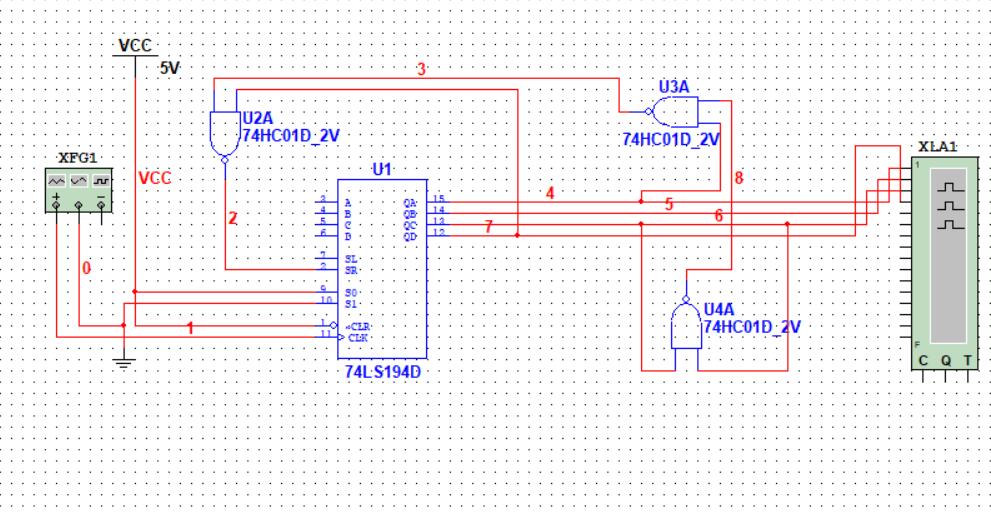 VCC
5V
3
U3A
74HC01D_2V
U2A
74HC01D_2V
XFG1
XLA1
VCC
U1
8
1
2
3 A QA 15 4
4 B QB 14 5
5 C QC 13 6
6 D QD 12 7
7 SL
2 SR
0
9 S0
10 S1
1 ~CLR
11 CLK
1
74LS194D
U4A
74HC01D_2V
F
C Q T
+
−